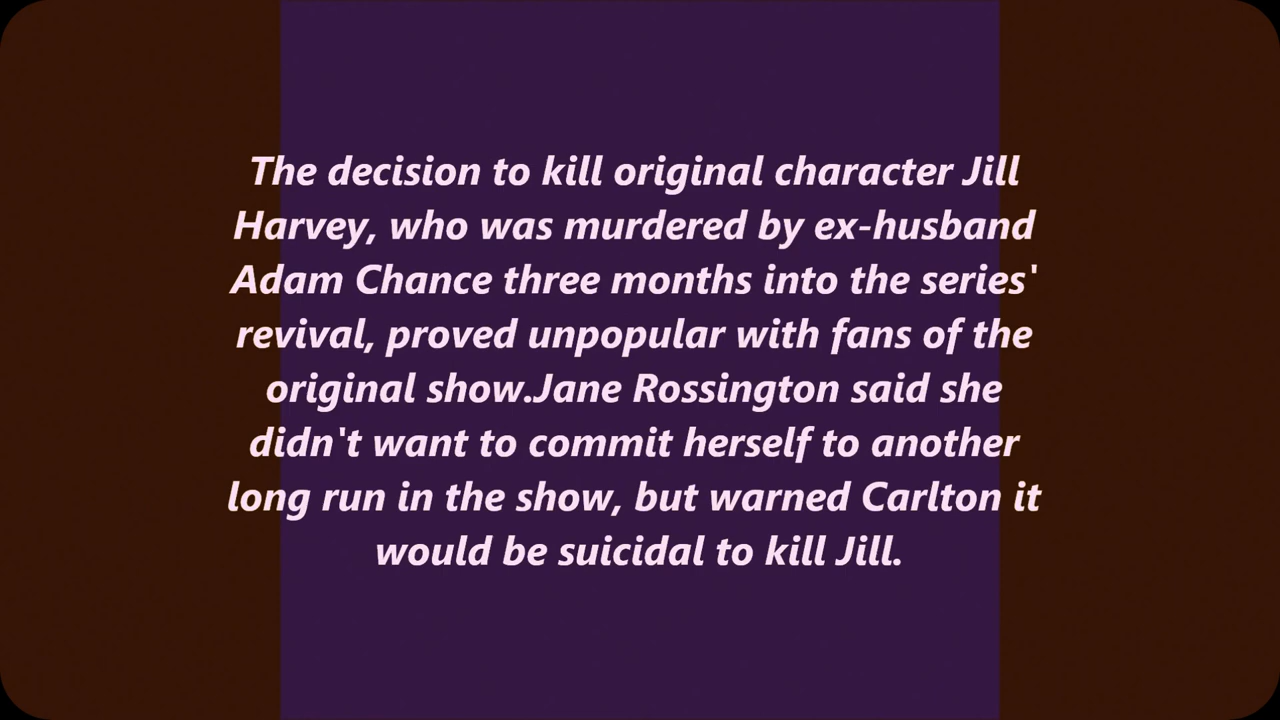 The decision to kill original character Jill
Harvey, who was murdered by ex-husband
Adam Chance three months into the series'
revival, proved unpopular with fans of the
original show.Jane Rossington said she
didn't want to commit herself to another
long run in the show, but warned Carlton it
would be suicidal to kill Jill.